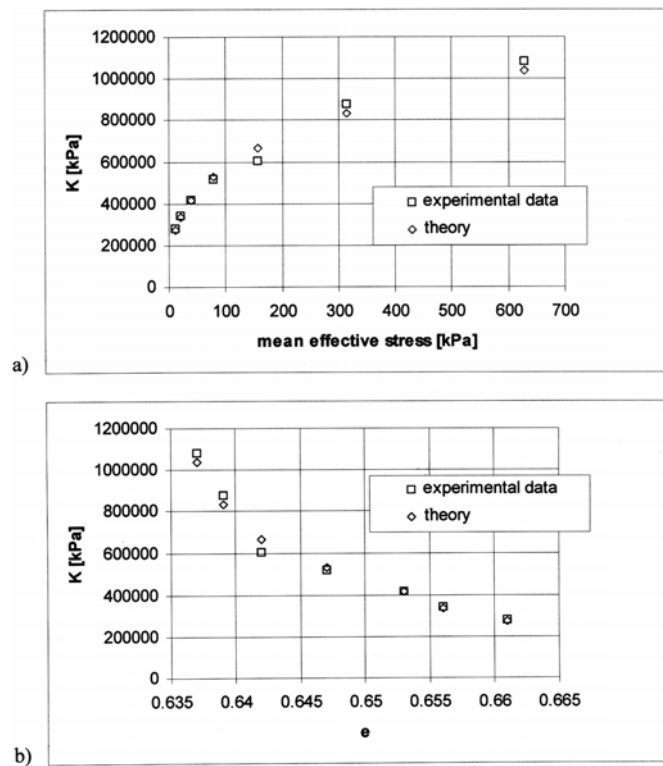 1200000
1000000
800000
600000
400000
200000
0
K [kPa]
experimental data
theory
0 100 200 300 400 500 600 700
mean effective stress [kPa]
a)
1200000
1000000
800000
600000
400000
200000
0
K [kPa]
experimental data
theory
0.635 0.64 0.645 0.65 0.655 0.66 0.665
e
b)